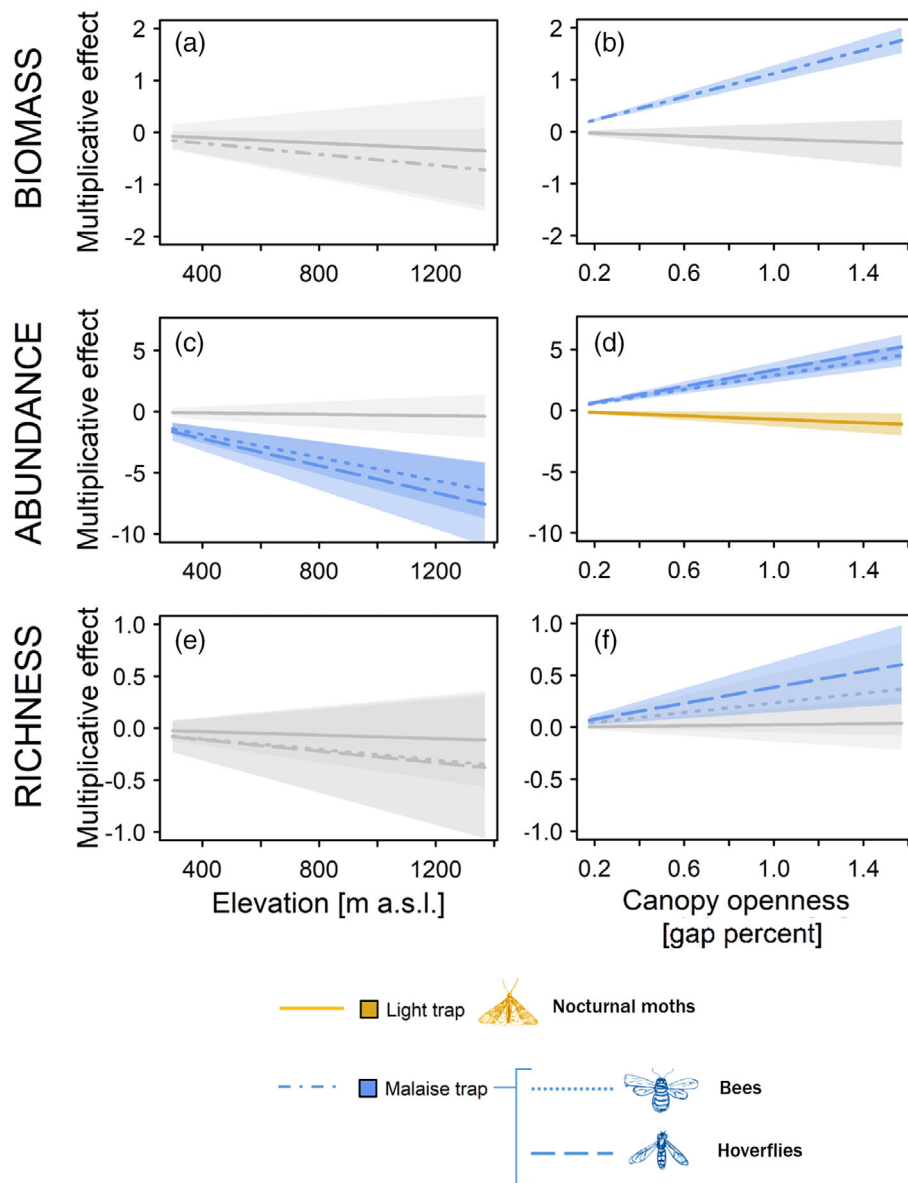 BIOMASS
Multiplicative effect
(a)
2
1
0
-1
-2
400 800 1200
(b)
2
1
0
-1
-2
0.2 0.6 1.0 1.4
ABUNDANCE
Multiplicative effect
(c)
5
0
-5
-10
400 800 1200
(d)
5
0
-5
-10
0.2 0.6 1.0 1.4
RICHNESS
Multiplicative effect
(e)
1.0
0.5
0.0
-0.5
-1.0
400 800 1200
Elevation [m a.s.l.]
(f)
1.0
0.5
0.0
-0.5
-1.0
0.2 0.6 1.0 1.4
Canopy openness
[gap percent]
Light trap Nocturnal moths
Malaise trap Bees
Hoverflies